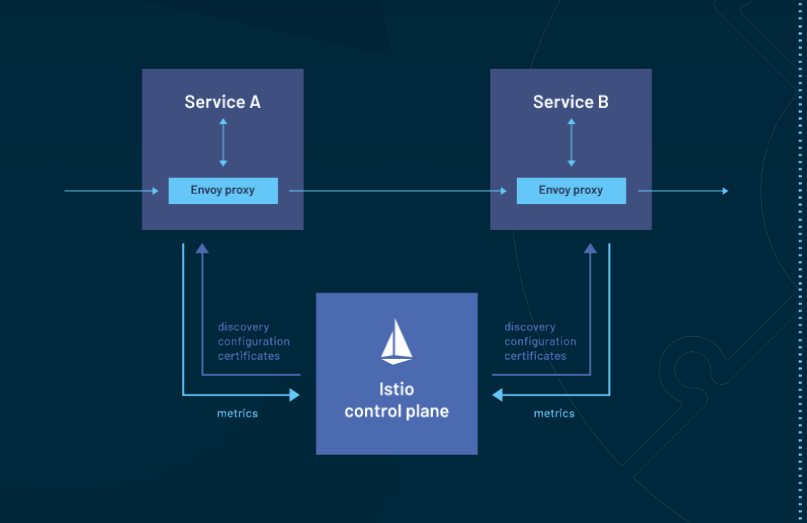 Service A
Service B
Envoy proxy
Envoy proxy
discovery
configuration
certificates
discovery
configuration
certificates
Istio
control plane
metrics
metrics